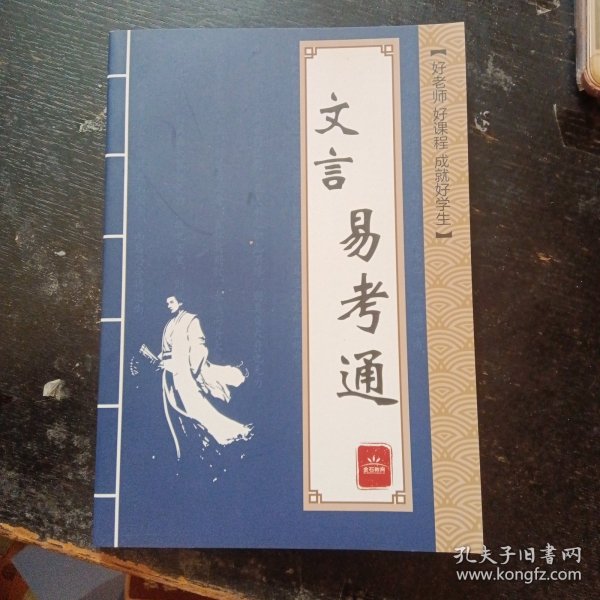 【好老师 好课程 成就好学生】
文言
易考通
孔夫子旧书网
www.kongfz.com